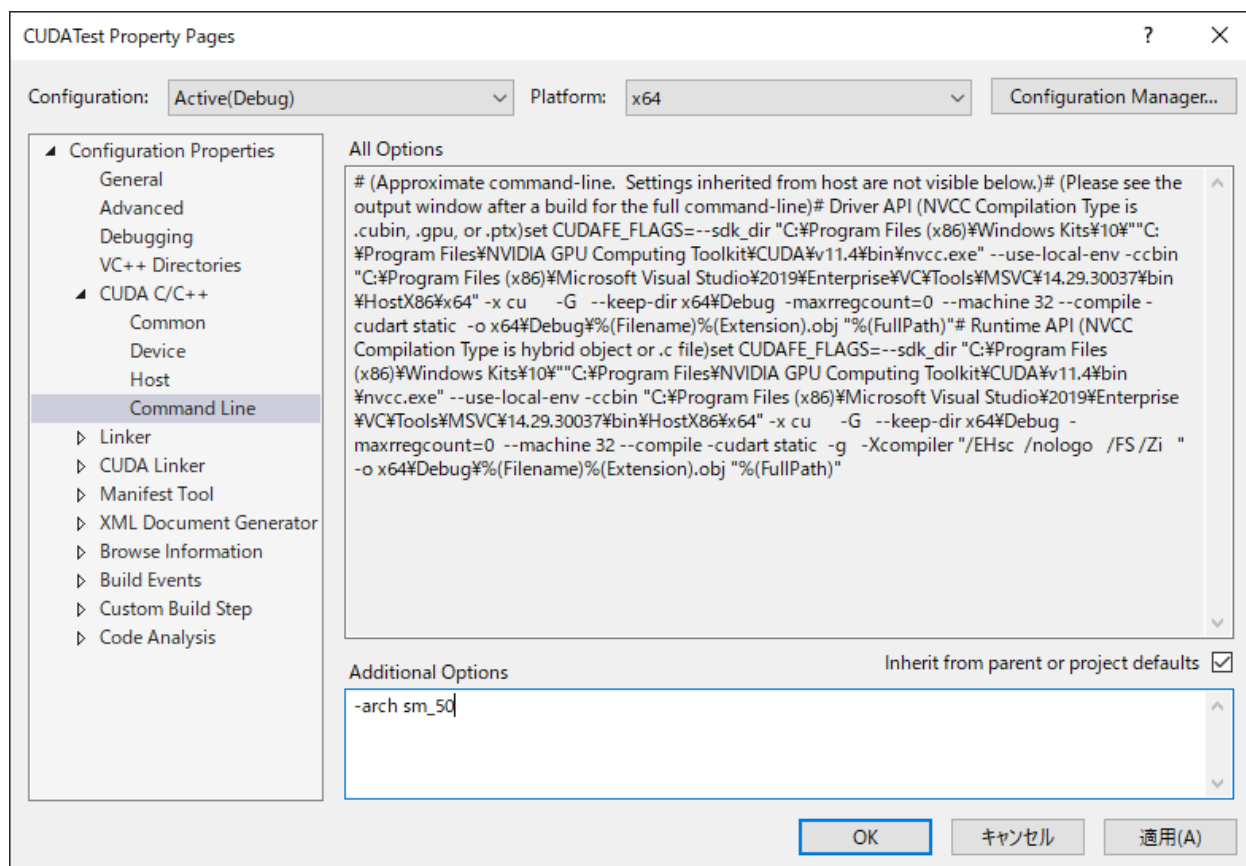 CUDATest Property Pages
?
Configuration:
Active(Debug)
Platform:
x64
Configuration Manager...
Configuration Properties
General
Advanced
Debugging
VC++ Directories
CUDA C/C++
Common
Device
Host
Command Line
Linker
CUDA Linker
Manifest Tool
XML Document Generator
Browse Information
Build Events
Custom Build Step
Code Analysis
All Options
# (Approximate command-line.  Settings inherited from host are not visible below.)# (Please see the
output window after a build for the full command-line)# Driver API (NVCC Compilation Type is
.cubin, .gpu, or .ptx)set CUDAFE_FLAGS=--sdk_dir "C:¥Program Files (x86)¥Windows Kits¥10¥""C:
¥Program Files¥NVIDIA GPU Computing Toolkit¥CUDA¥v11.4¥bin¥nvcc.exe" --use-local-env -ccbin
"C:¥Program Files (x86)¥Microsoft Visual Studio¥2019¥Enterprise¥VC¥Tools¥MSVC¥14.29.30037¥bin
¥HostX86¥x64" -x cu    -G  --keep-dir x64¥Debug  -maxrregcount=0  --machine 32 --compile -
cudart static  -o x64¥Debug¥%(Filename)%(Extension).obj "%(FullPath)"# Runtime API (NVCC
Compilation Type is hybrid object or .c file)set CUDAFE_FLAGS=--sdk_dir "C:¥Program Files
(x86)¥Windows Kits¥10¥""C:¥Program Files¥NVIDIA GPU Computing Toolkit¥CUDA¥v11.4¥bin
¥nvcc.exe" --use-local-env -ccbin "C:¥Program Files (x86)¥Microsoft Visual Studio¥2019¥Enterprise
¥VC¥Tools¥MSVC¥14.29.30037¥bin¥HostX86¥x64" -x cu    -G  --keep-dir x64¥Debug  -
maxrregcount=0  --machine 32 --compile -cudart static  -g  -Xcompiler "/EHsc  /nologo  /FS /Zi  "
-o x64¥Debug¥%(Filename)%(Extension).obj "%(FullPath)"
Inherit from parent or project defaults
Additional Options
-arch sm_50
OK
キャンセル
適用(A)